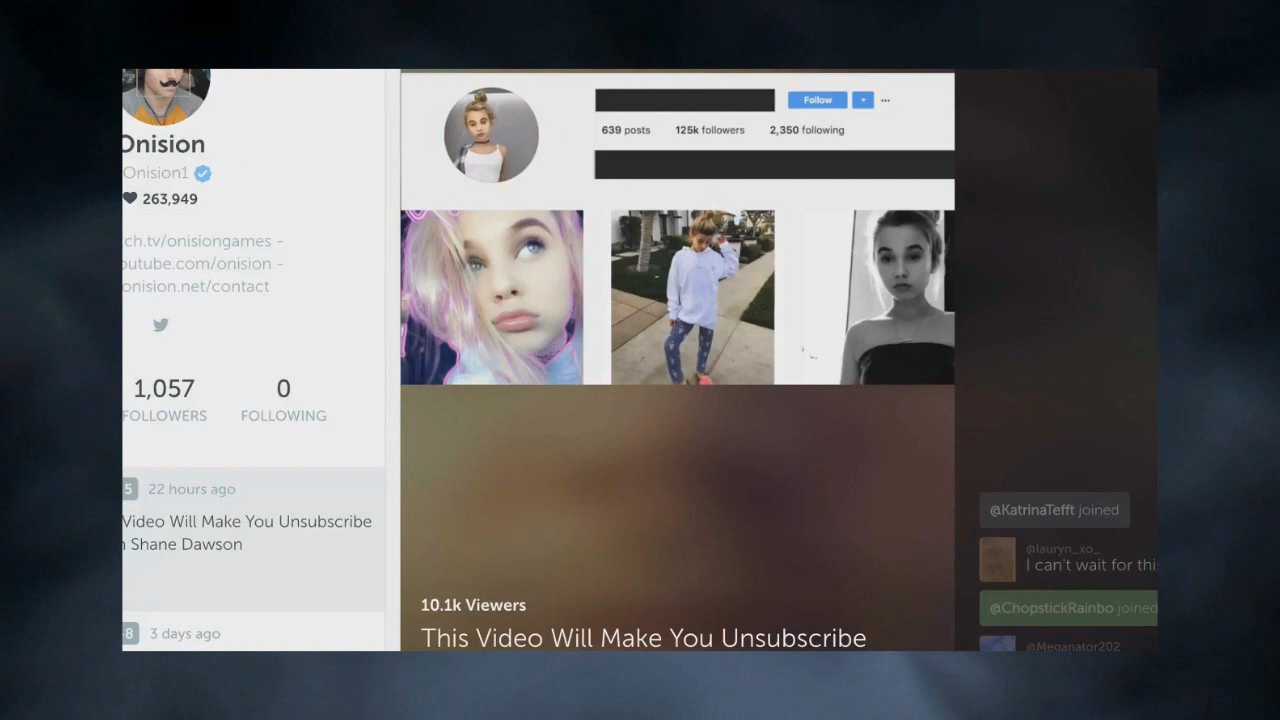 Onision
Onision1
263,949
ch.tv/onisiongames -
outube.com/onision -
onision.net/contact
1,057
0
FOLLOWERS
FOLLOWING
5 22 hours ago
Video Will Make You Unsubscribe
Shane Dawson
8 3 days ago
Follow
639 posts 125k followers 2,350 following
10.1k Viewers
This Video Will Make You Unsubscribe
@KatrinaTefft joined
@lauryn_xo_
I can't wait for thi
@ChopstickRainbo joined
@Meganator202